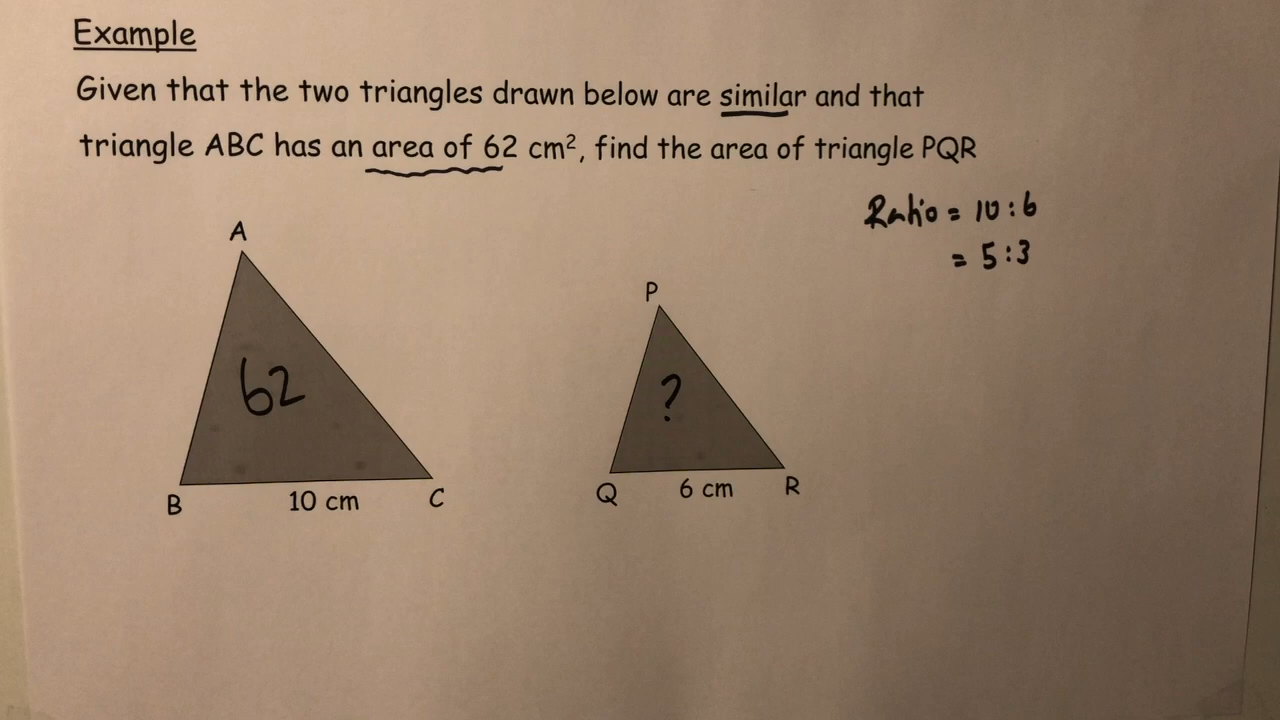 Example
Given that the two triangles drawn below are similar and that
triangle ABC has an area of 62 cm², find the area of triangle PQR
Ratio = 10 : 6
= 5 : 3
A
62
B
10 cm
C
P
?
Q
6 cm
R